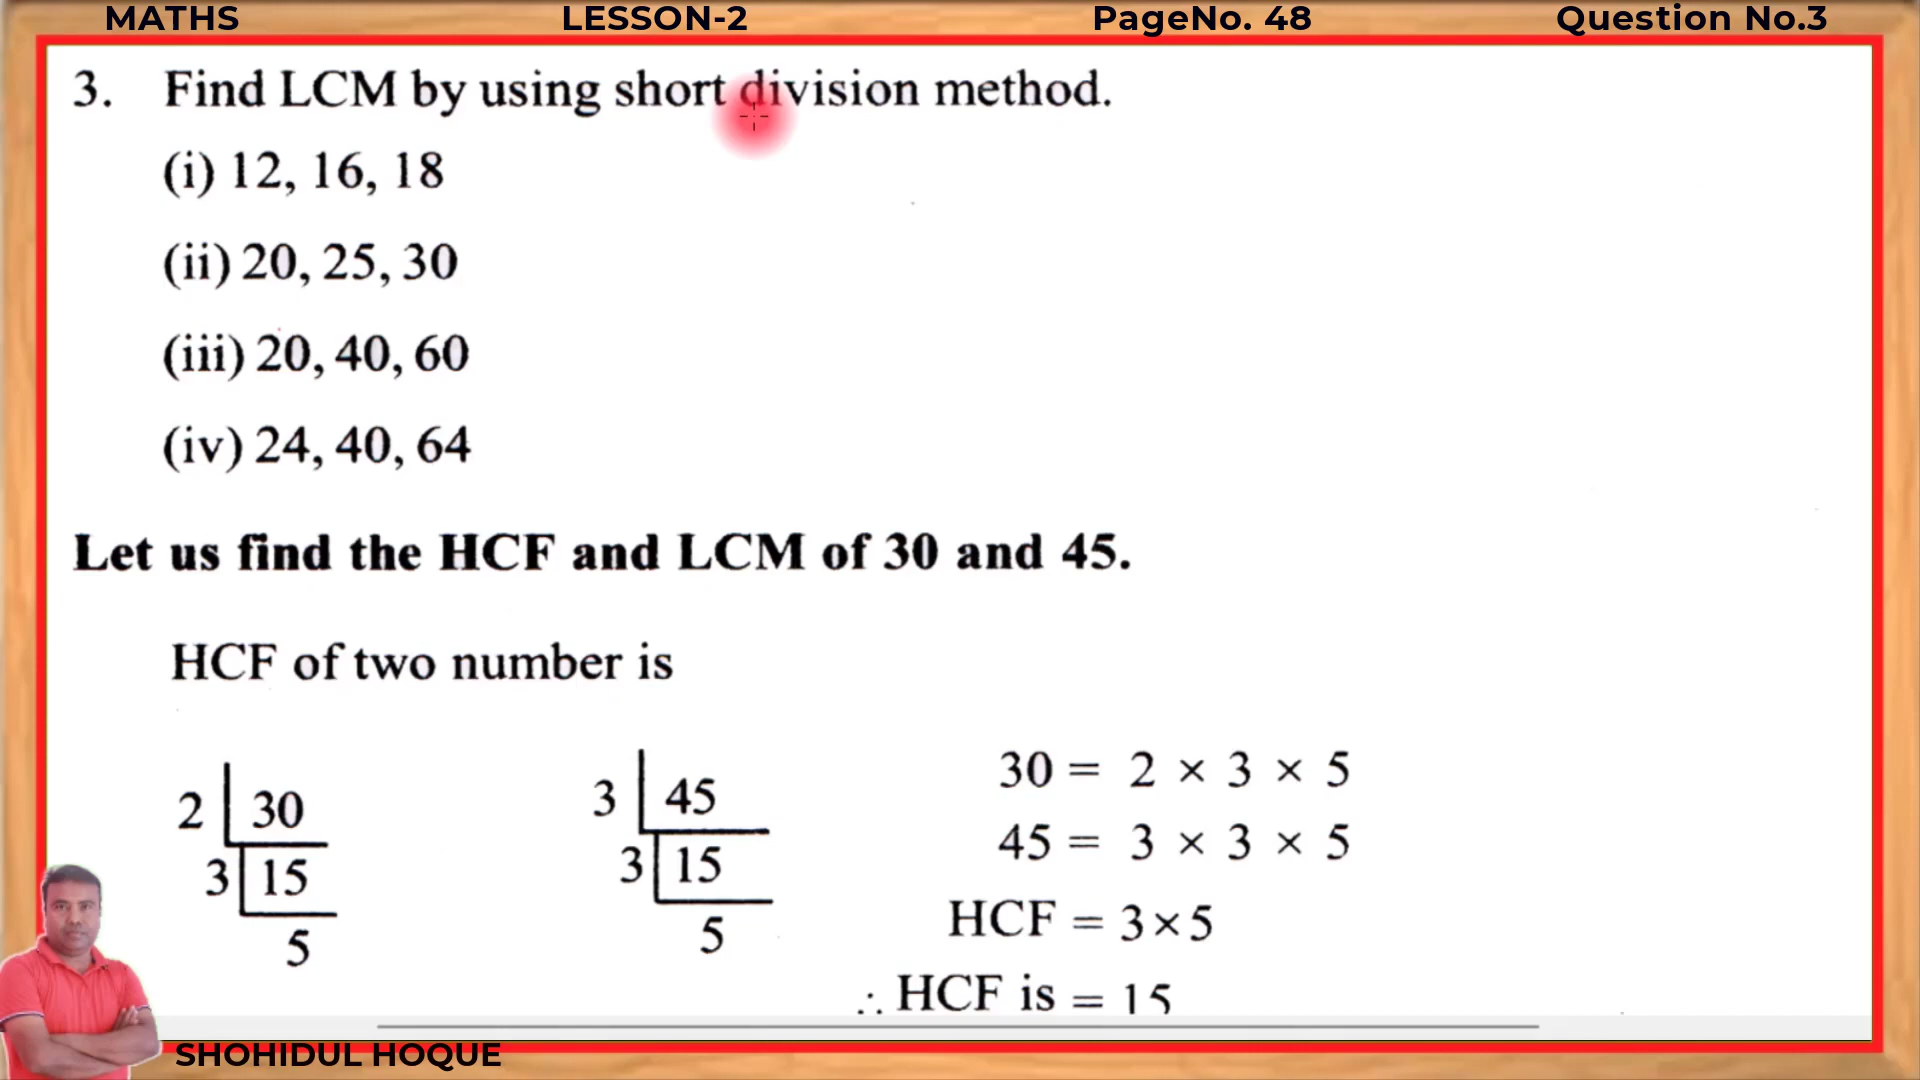 MATHS LESSON-2 PageNo. 48 Question No.3
3. Find LCM by using short division method.
(i) 12, 16, 18
(ii) 20, 25, 30
(iii) 20, 40, 60
(iv) 24, 40, 64
Let us find the HCF and LCM of 30 and 45.
HCF of two number is
2 30
3 15
5
3 45
3 15
5
30 = 2 × 3 × 5
45 = 3 × 3 × 5
HCF = 3×5
∴ HCF is = 15
SHOHIDUL HOQUE